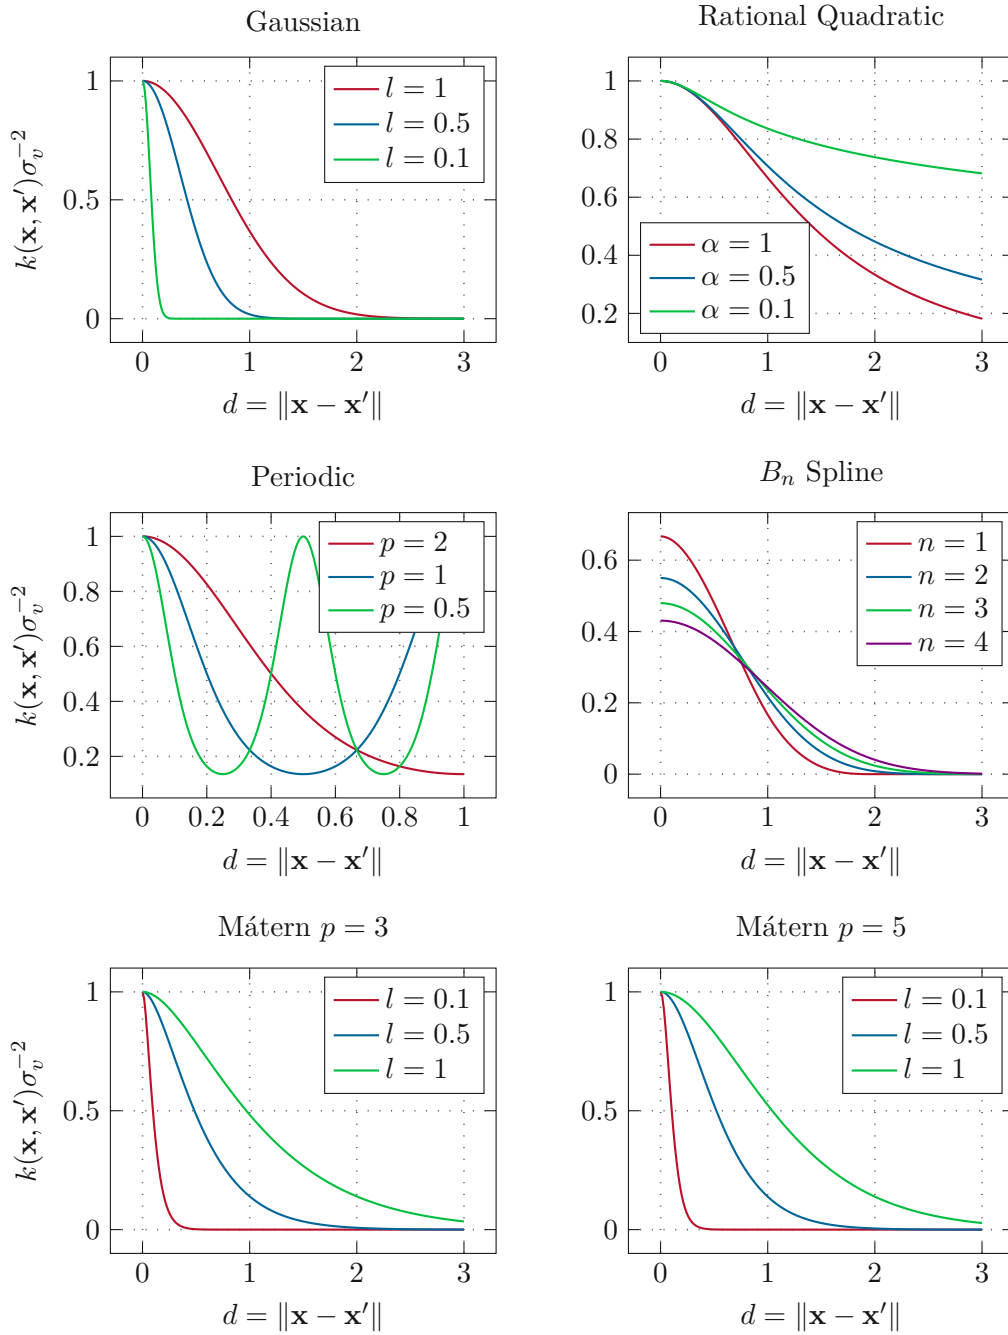 Gaussian
k(x, x′)σ_v^{−2}
1
0.5
0
l = 1
l = 0.5
l = 0.1
0 1 2 3
d = ‖x − x′‖
Rational Quadratic
1
0.8
0.6
0.4
0.2
α = 1
α = 0.5
α = 0.1
0 1 2 3
d = ‖x − x′‖
Periodic
k(x, x′)σ_v^{−2}
1
0.8
0.6
0.4
0.2
p = 2
p = 1
p = 0.5
0 0.2 0.4 0.6 0.8 1
d = ‖x − x′‖
B_n Spline
0.6
0.4
0.2
0
n = 1
n = 2
n = 3
n = 4
0 1 2 3
d = ‖x − x′‖
Mátern p = 3
k(x, x′)σ_v^{−2}
1
0.5
0
l = 0.1
l = 0.5
l = 1
0 1 2 3
d = ‖x − x′‖
Mátern p = 5
1
0.5
0
l = 0.1
l = 0.5
l = 1
0 1 2 3
d = ‖x − x′‖